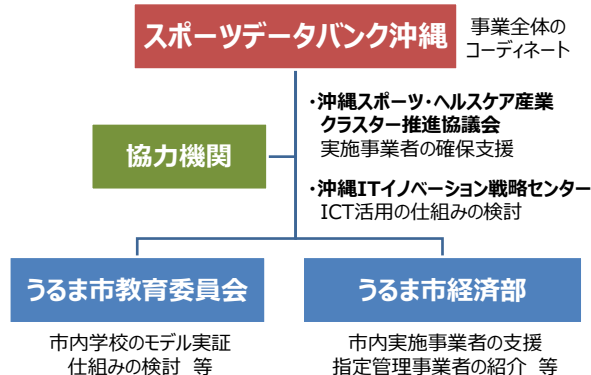 スポーツデータバンク沖縄
事業全体の
コーディネート
・沖縄スポーツ・ヘルスケア産業
クラスター推進協議会
実施事業者の確保支援
協力機関
・沖縄ITイノベーション戦略センター
ICT活用の仕組みの検討
うるま市教育委員会
うるま市経済部
市内学校のモデル実証
仕組みの検討 等
市内実施事業者の支援
指定管理事業者の紹介 等